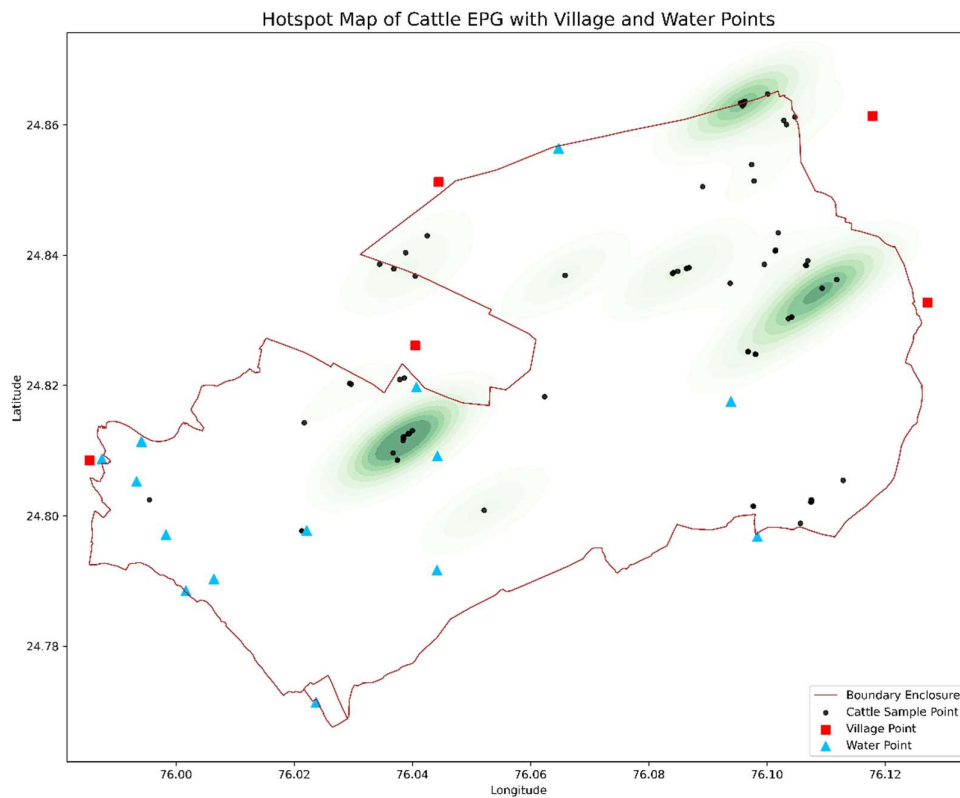 Hotspot Map of Cattle EPG with Village and Water Points
24.86
24.84
24.82
24.80
24.78
Latitude
76.00 76.02 76.04 76.06 76.08 76.10 76.12
Longitude
Boundary Enclosure
Cattle Sample Point
Village Point
Water Point